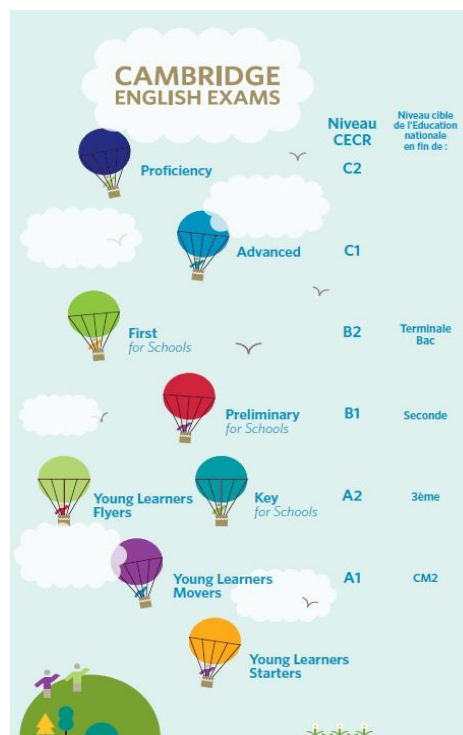 CAMBRIDGE
ENGLISH EXAMS
Niveau
CECR
Niveau cible
de l'Education
nationale
en fin de :
Proficiency
C2
Advanced
C1
First
for Schools
B2
Terminale
Bac
Preliminary
for Schools
B1
Seconde
Young Learners
Flyers
Key
for Schools
A2
3ème
Young Learners
Movers
A1
CM2
Young Learners
Starters